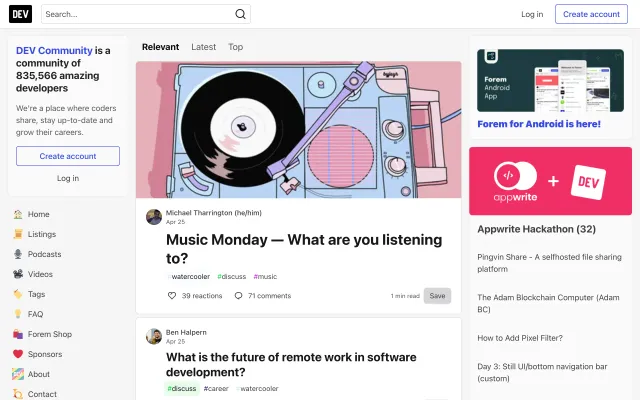 DEV
Search...
Log in
Create account
DEV Community is a
community of
835,566 amazing
developers
We're a place where coders
share, stay up-to-date and
grow their careers.
Create account
Log in
Home
Listings
Podcasts
Videos
Tags
FAQ
Forem Shop
Sponsors
About
Contact
Relevant
Latest
Top
Michael Tharrington (he/him)
Apr 25
Music Monday — What are you listening
to?
#watercooler #discuss #music
39 reactions
71 comments
1 min read
Save
Ben Halpern
Apr 25
What is the future of remote work in software
development?
#discuss #career #watercooler
Forem
Android
App
Forem for Android is here!
appwrite
+
DEV
Appwrite Hackathon (32)
Pingvin Share - A selfhosted file sharing
platform
The Adam Blockchain Computer (Adam
BC)
How to Add Pixel Filter?
Day 3: Still UI/bottom navigation bar
(custom)